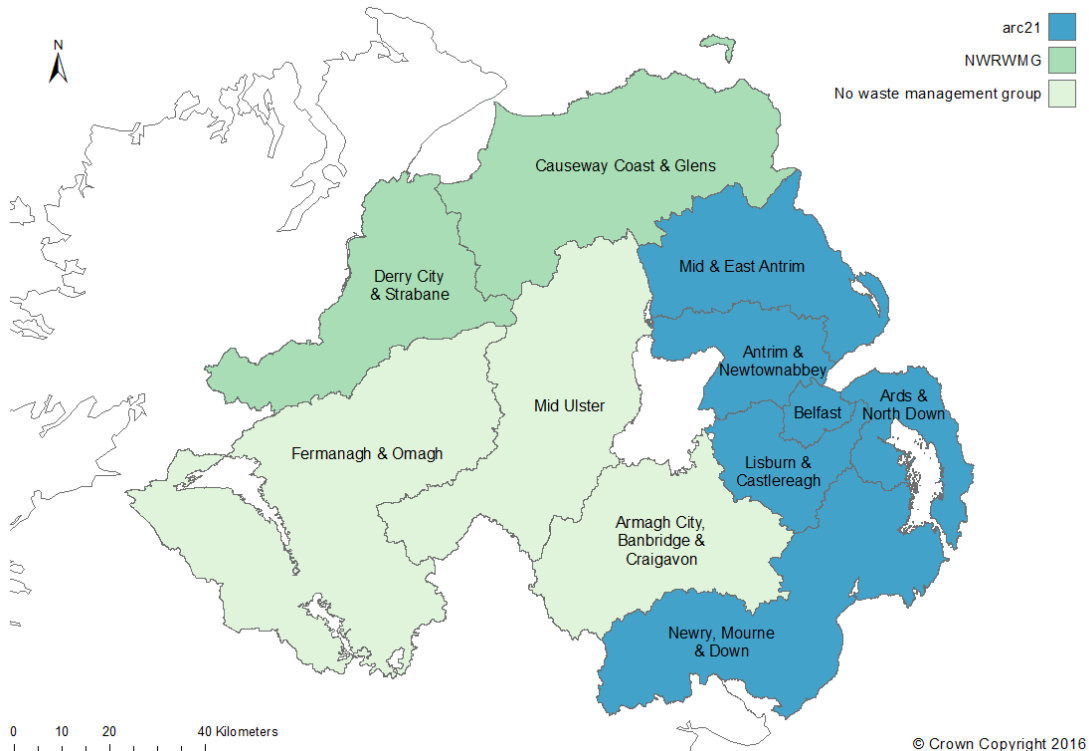 N
arc21
NWRWMG
No waste management group
Causeway Coast & Glens
Derry City
& Strabane
Mid & East Antrim
Antrim &
Newtownabbey
Belfast
Ards &
North Down
Mid Ulster
Fermanagh & Omagh
Lisburn &
Castlereagh
Armagh City,
Banbridge &
Craigavon
Newry, Mourne
& Down
0 10 20 40 Kilometers
© Crown Copyright 2016